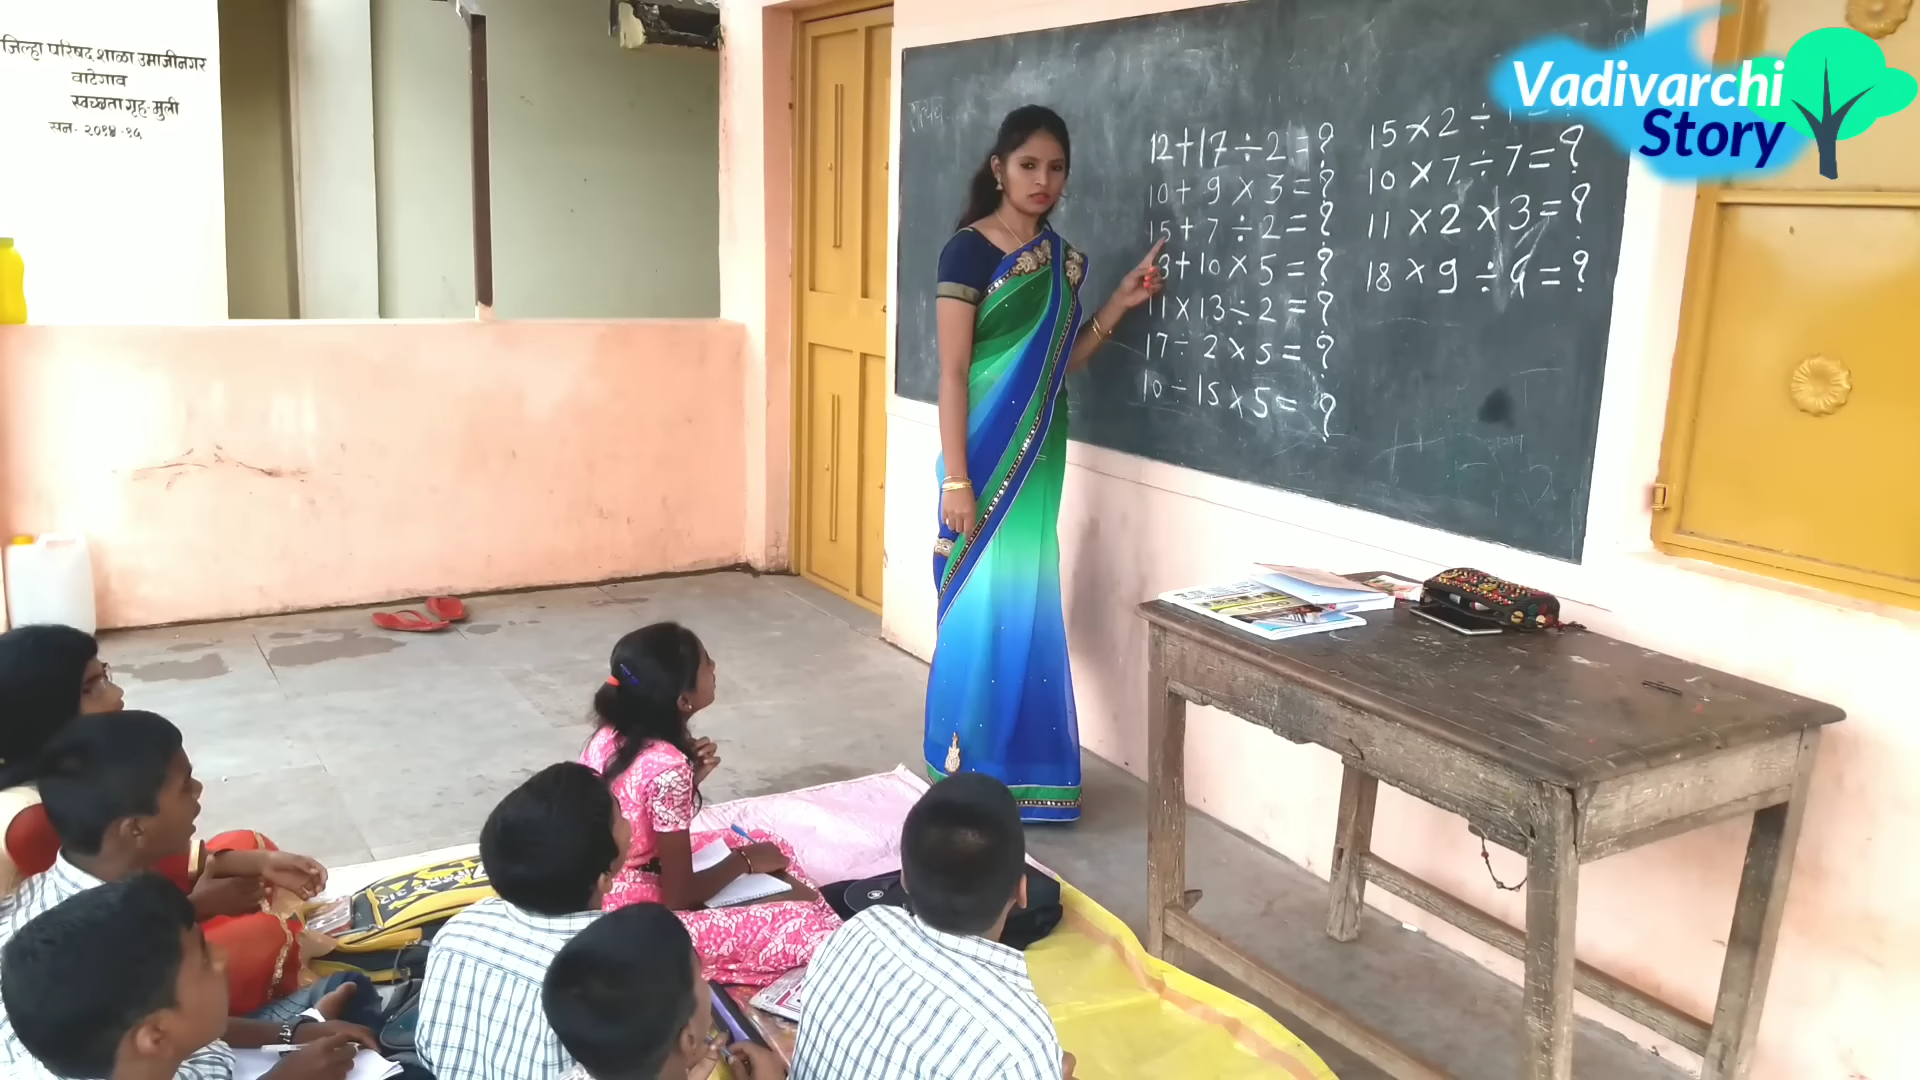 जिल्हा परिषद शाळा उमाजीनगर
वाटेगाव
स्वच्छता गृह-मुली
सन- २०१४-१५
12+17÷2=?
10+9×3=?
15+7÷2=?
3+10×5=?
11×13÷2=?
17÷2×5=?
10÷15×5=?
15×2÷
10×7÷7=?
11×2×3=?
18×9÷9=?
Vadivarchi
Story